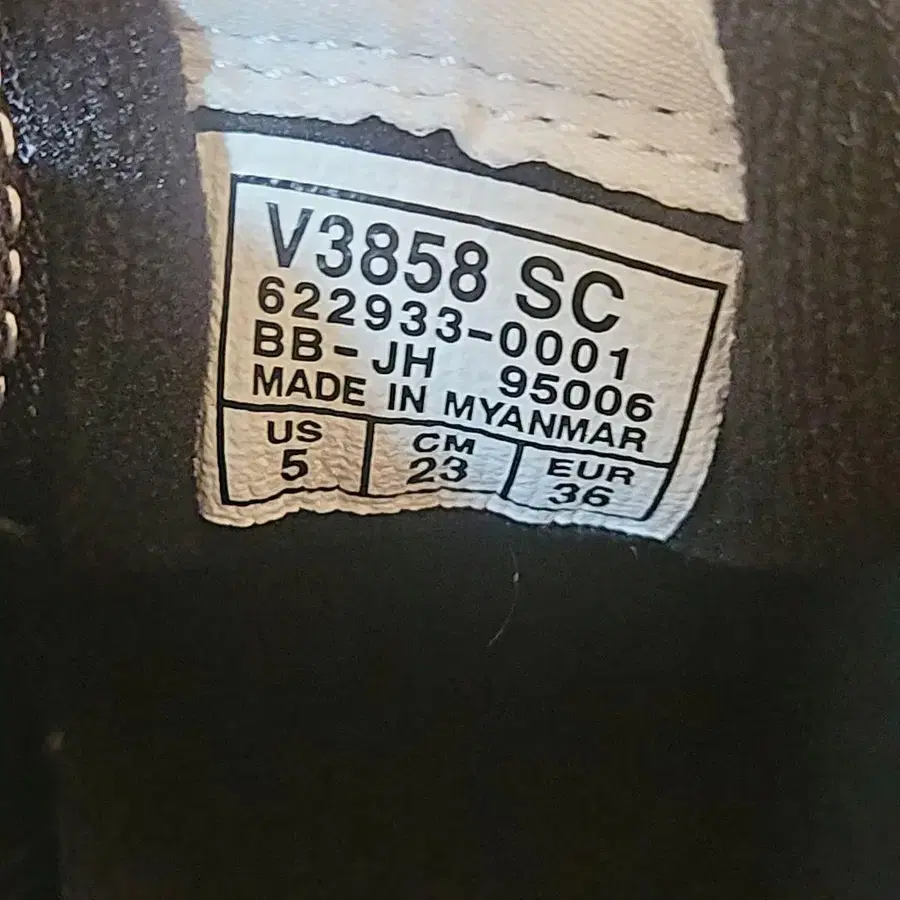 V3858 SC
622933-0001
BB-JH 95006
MADE IN MYANMAR
US CM EUR
5 23 36